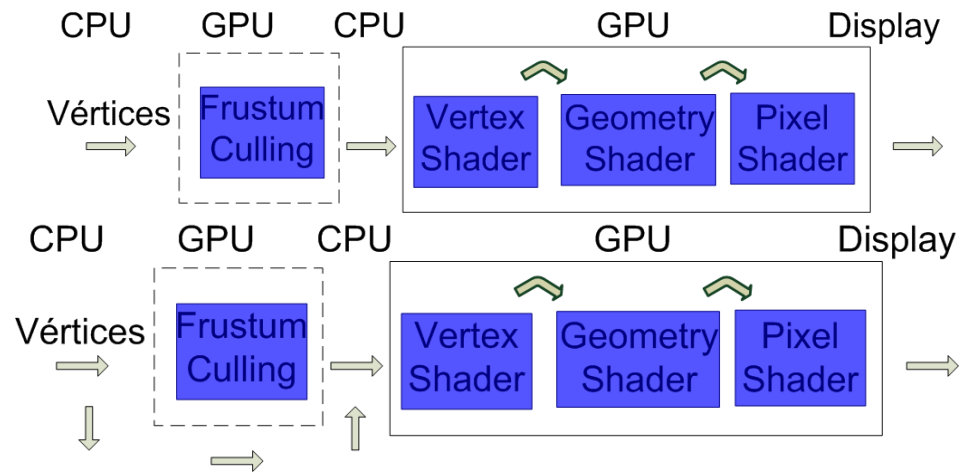 CPU GPU CPU GPU Display
Vértices
Frustum
Culling
Vertex
Shader
Geometry
Shader
Pixel
Shader
CPU GPU CPU GPU Display
Vértices
Frustum
Culling
Vertex
Shader
Geometry
Shader
Pixel
Shader